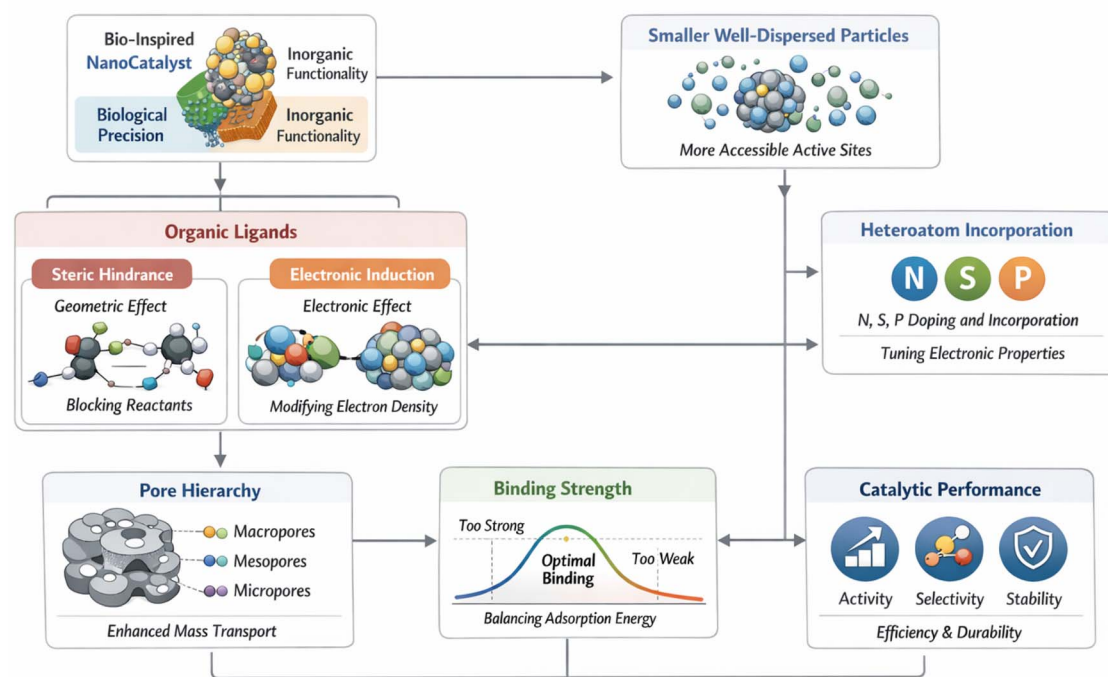 Bio-Inspired
NanoCatalyst
Inorganic
Functionality
Biological
Precision
Inorganic
Functionality
Smaller Well-Dispersed Particles
More Accessible Active Sites
Organic Ligands
Steric Hindrance
Geometric Effect
Blocking Reactants
Electronic Induction
Electronic Effect
Modifying Electron Density
Heteroatom Incorporation
N S P
N, S, P Doping and Incorporation
Tuning Electronic Properties
Pore Hierarchy
Macropores
Mesopores
Micropores
Enhanced Mass Transport
Binding Strength
Too Strong
Optimal
Binding
Too Weak
Balancing Adsorption Energy
Catalytic Performance
Activity Selectivity Stability
Efficiency & Durability